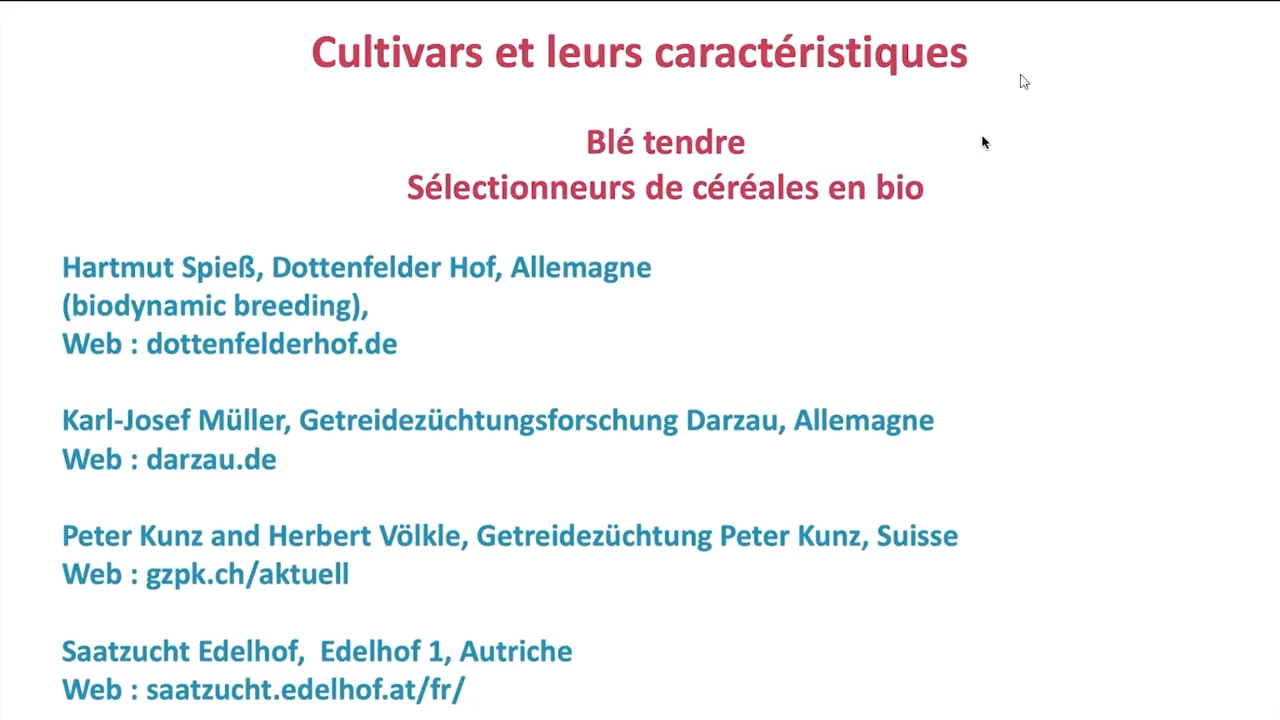 Cultivars et leurs caractéristiques
Blé tendre
Sélectionneurs de céréales en bio
Hartmut Spieß, Dottenfelder Hof, Allemagne
(biodynamic breeding),
Web : dottenfelderhof.de
Karl-Josef Müller, Getreidezüchtungsforschung Darzau, Allemagne
Web : darzau.de
Peter Kunz and Herbert Völkle, Getreidezüchtung Peter Kunz, Suisse
Web : gzpk.ch/aktuell
Saatzucht Edelhof,  Edelhof 1, Autriche
Web : saatzucht.edelhof.at/fr/